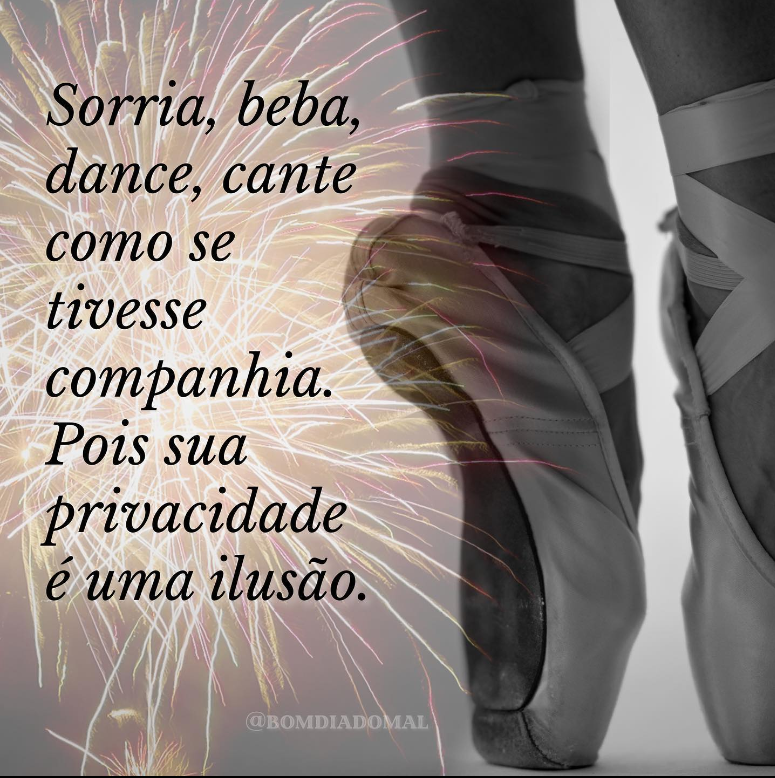 Sorria, beba,
dance, cante
como se
tivesse
companhia.
Pois sua
privacidade
é uma ilusão.
@BOMDIADOMAL